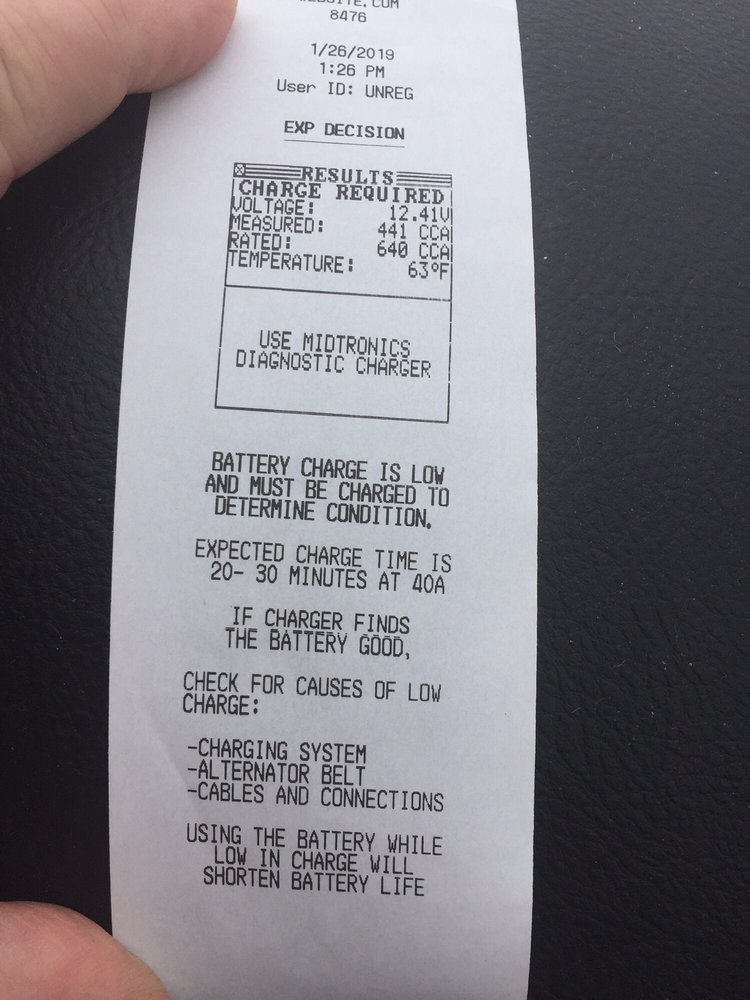 8476
1/26/2019
1:26 PM
User ID: UNREG
EXP DECISION
RESULTS
CHARGE REQUIRED
VOLTAGE: 12.41V
MEASURED: 441 CCA
RATED: 640 CCA
TEMPERATURE: 63°F
USE MIDTRONICS
DIAGNOSTIC CHARGER
BATTERY CHARGE IS LOW
AND MUST BE CHARGED TO
DETERMINE CONDITION.
EXPECTED CHARGE TIME IS
20- 30 MINUTES AT 40A
IF CHARGER FINDS
THE BATTERY GOOD,
CHECK FOR CAUSES OF LOW
CHARGE:
-CHARGING SYSTEM
-ALTERNATOR BELT
-CABLES AND CONNECTIONS
USING THE BATTERY WHILE
LOW IN CHARGE WILL
SHORTEN BATTERY LIFE